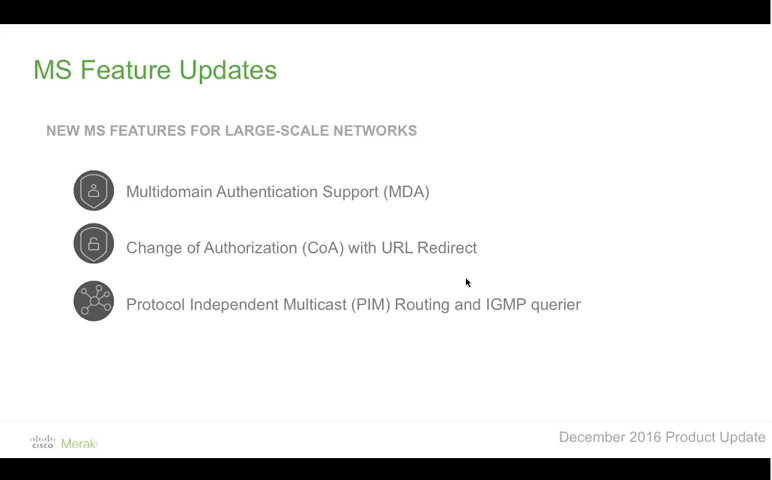 MS Feature Updates
NEW MS FEATURES FOR LARGE-SCALE NETWORKS
Multidomain Authentication Support (MDA)
Change of Authorization (CoA) with URL Redirect
Protocol Independent Multicast (PIM) Routing and IGMP querier
CISCO Meraki
December 2016 Product Update